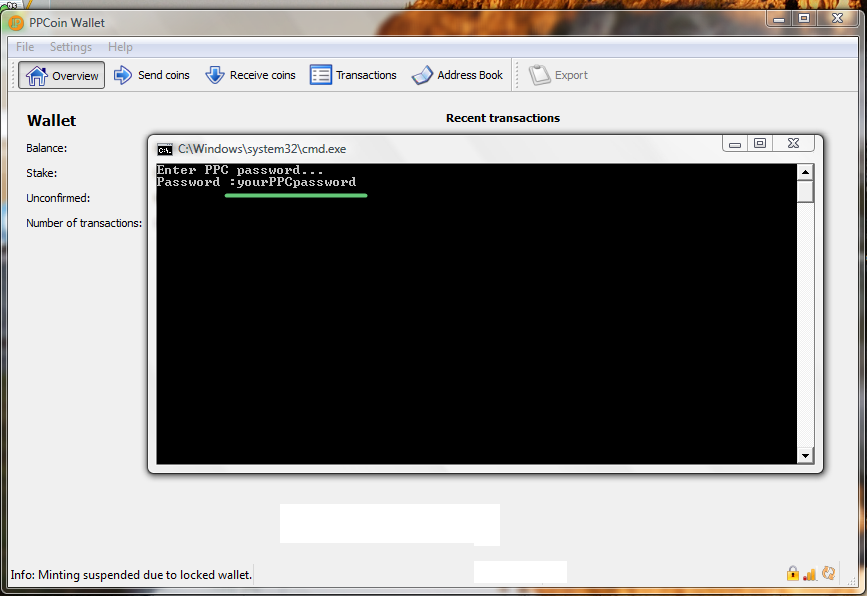 PPCoin Wallet
File Settings Help
Overview Send coins Receive coins Transactions Address Book Export
Wallet
Recent transactions
Balance:
Stake:
Unconfirmed:
Number of transactions:
C:\Windows\system32\cmd.exe
Enter PPC password...
Password :yourPPCpassword
Info: Minting suspended due to locked wallet.